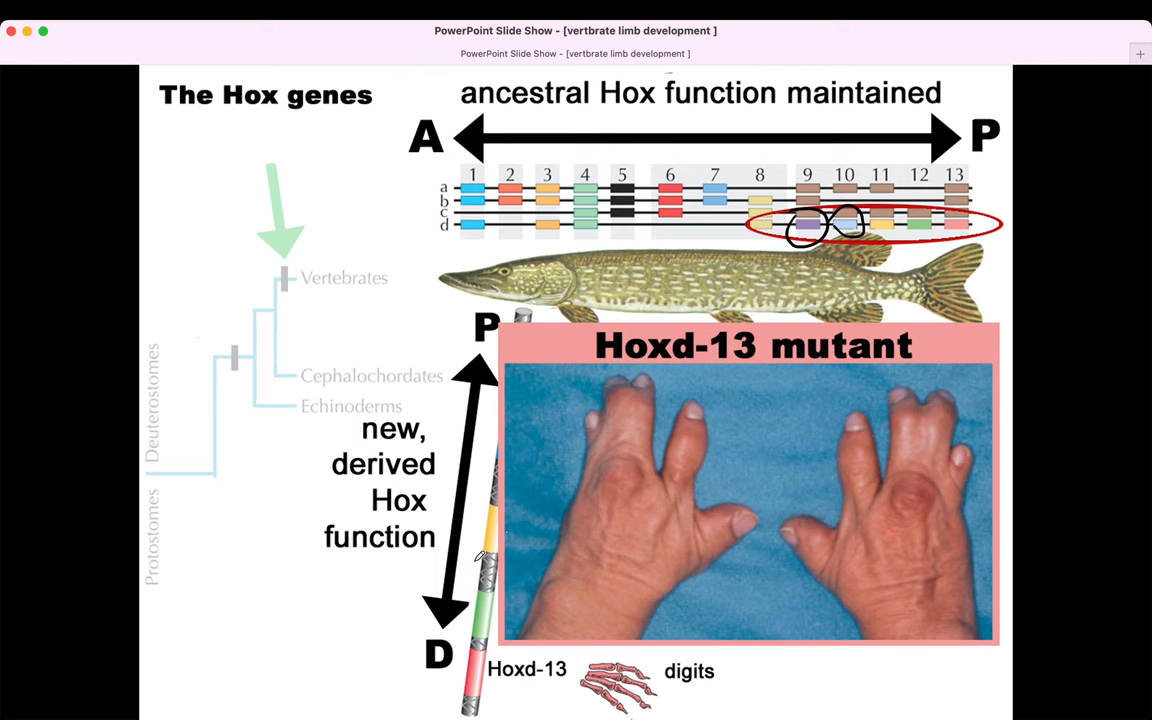 PowerPoint Slide Show - [vertbrate limb development ]
PowerPoint Slide Show - [vertbrate limb development ]
The Hox genes
ancestral Hox function maintained
A P
1 2 3 4 5 6 7 8 9 10 11 12 13
a
b
c
d
Vertebrates
Cephalochordates
Echinoderms
Deuterostomes
Protostomes
P
new,
derived
Hox
function
D
Hoxd-13 mutant
Hoxd-13 digits